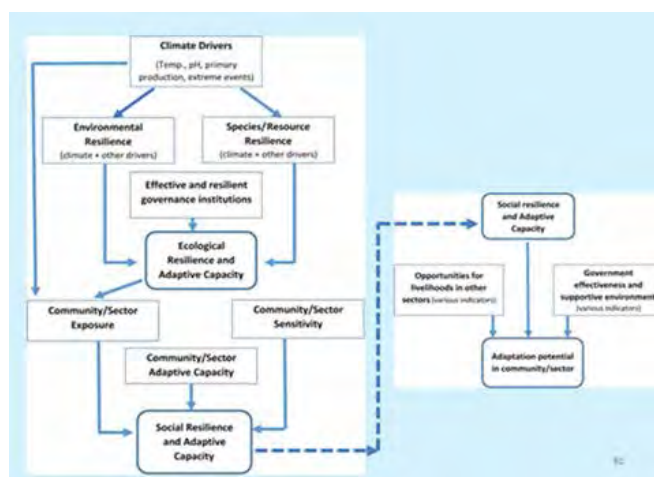 Climate Drivers
(Temp., pH, primary
production, extreme events)
Environmental
Resilience
(climate + other drivers)
Species/Resource
Resilience
(climate + other drivers)
Effective and resilient
governance institutions
Ecological
Resilience and
Adaptive Capacity
Community/Sector
Exposure
Community/Sector
Sensitivity
Community/Sector
Adaptive Capacity
Social Resilience
and Adaptive
Capacity
Social resilience
and Adaptive
Capacity
Opportunities for
livelihoods in other
sectors (various indicators)
Government
effectiveness and
supportive environment
(various indicators)
Adaptation potential
in community/sector